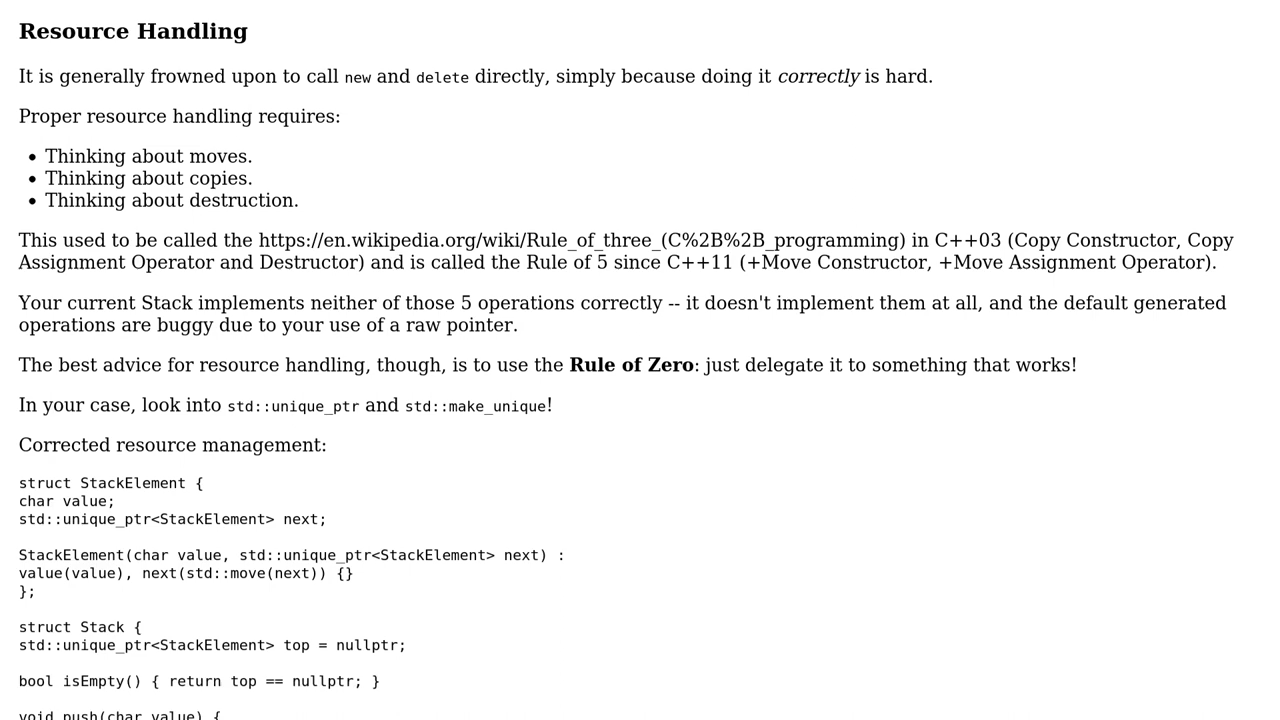 Resource Handling
It is generally frowned upon to call new and delete directly, simply because doing it correctly is hard.
Proper resource handling requires:
• Thinking about moves.
• Thinking about copies.
• Thinking about destruction.
This used to be called the https://en.wikipedia.org/wiki/Rule_of_three_(C%2B%2B_programming) in C++03 (Copy Constructor, Copy
Assignment Operator and Destructor) and is called the Rule of 5 since C++11 (+Move Constructor, +Move Assignment Operator).
Your current Stack implements neither of those 5 operations correctly -- it doesn't implement them at all, and the default generated
operations are buggy due to your use of a raw pointer.
The best advice for resource handling, though, is to use the Rule of Zero: just delegate it to something that works!
In your case, look into std::unique_ptr and std::make_unique!
Corrected resource management:
struct StackElement {
char value;
std::unique_ptr<StackElement> next;
StackElement(char value, std::unique_ptr<StackElement> next) :
value(value), next(std::move(next)) {}
};
struct Stack {
std::unique_ptr<StackElement> top = nullptr;
bool isEmpty() { return top == nullptr; }
void push(char value) {